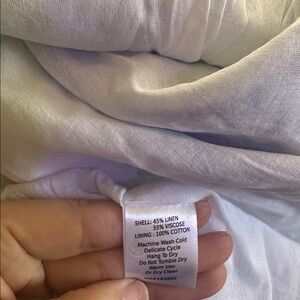 SHELL: 45% LINEN
55% VISCOSE
LINING: 100% COTTON
Machine Wash Cold
Delicate Cycle
Hang To Dry
Do Not Tumble Dry
Warm Iron
Or Dry Clean